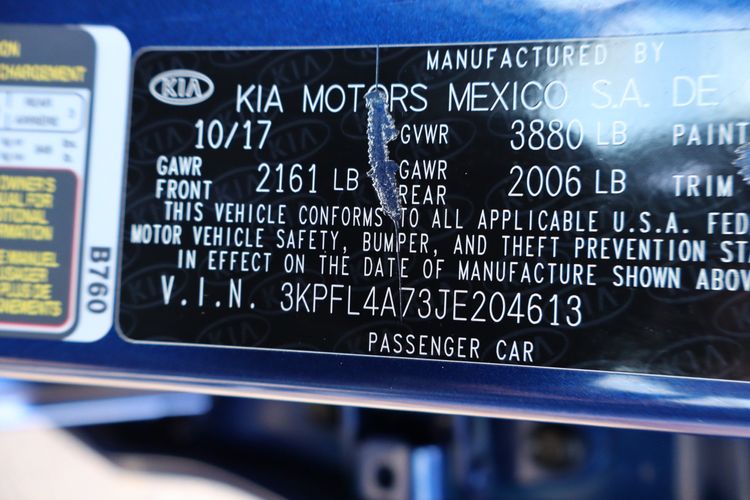 MANUFACTURED BY
KIA
KIA MOTORS MEXICO S.A. DE
10/17 GVWR 3880 LB PAINT
GAWR FRONT 2161 LB GAWR REAR 2006 LB TRIM
THIS VEHICLE CONFORMS TO ALL APPLICABLE U.S.A. FED
MOTOR VEHICLE SAFETY, BUMPER, AND THEFT PREVENTION STA
IN EFFECT ON THE DATE OF MANUFACTURE SHOWN ABOV
V.I.N. 3KPFL4A73JE204613
PASSENGER CAR
B760